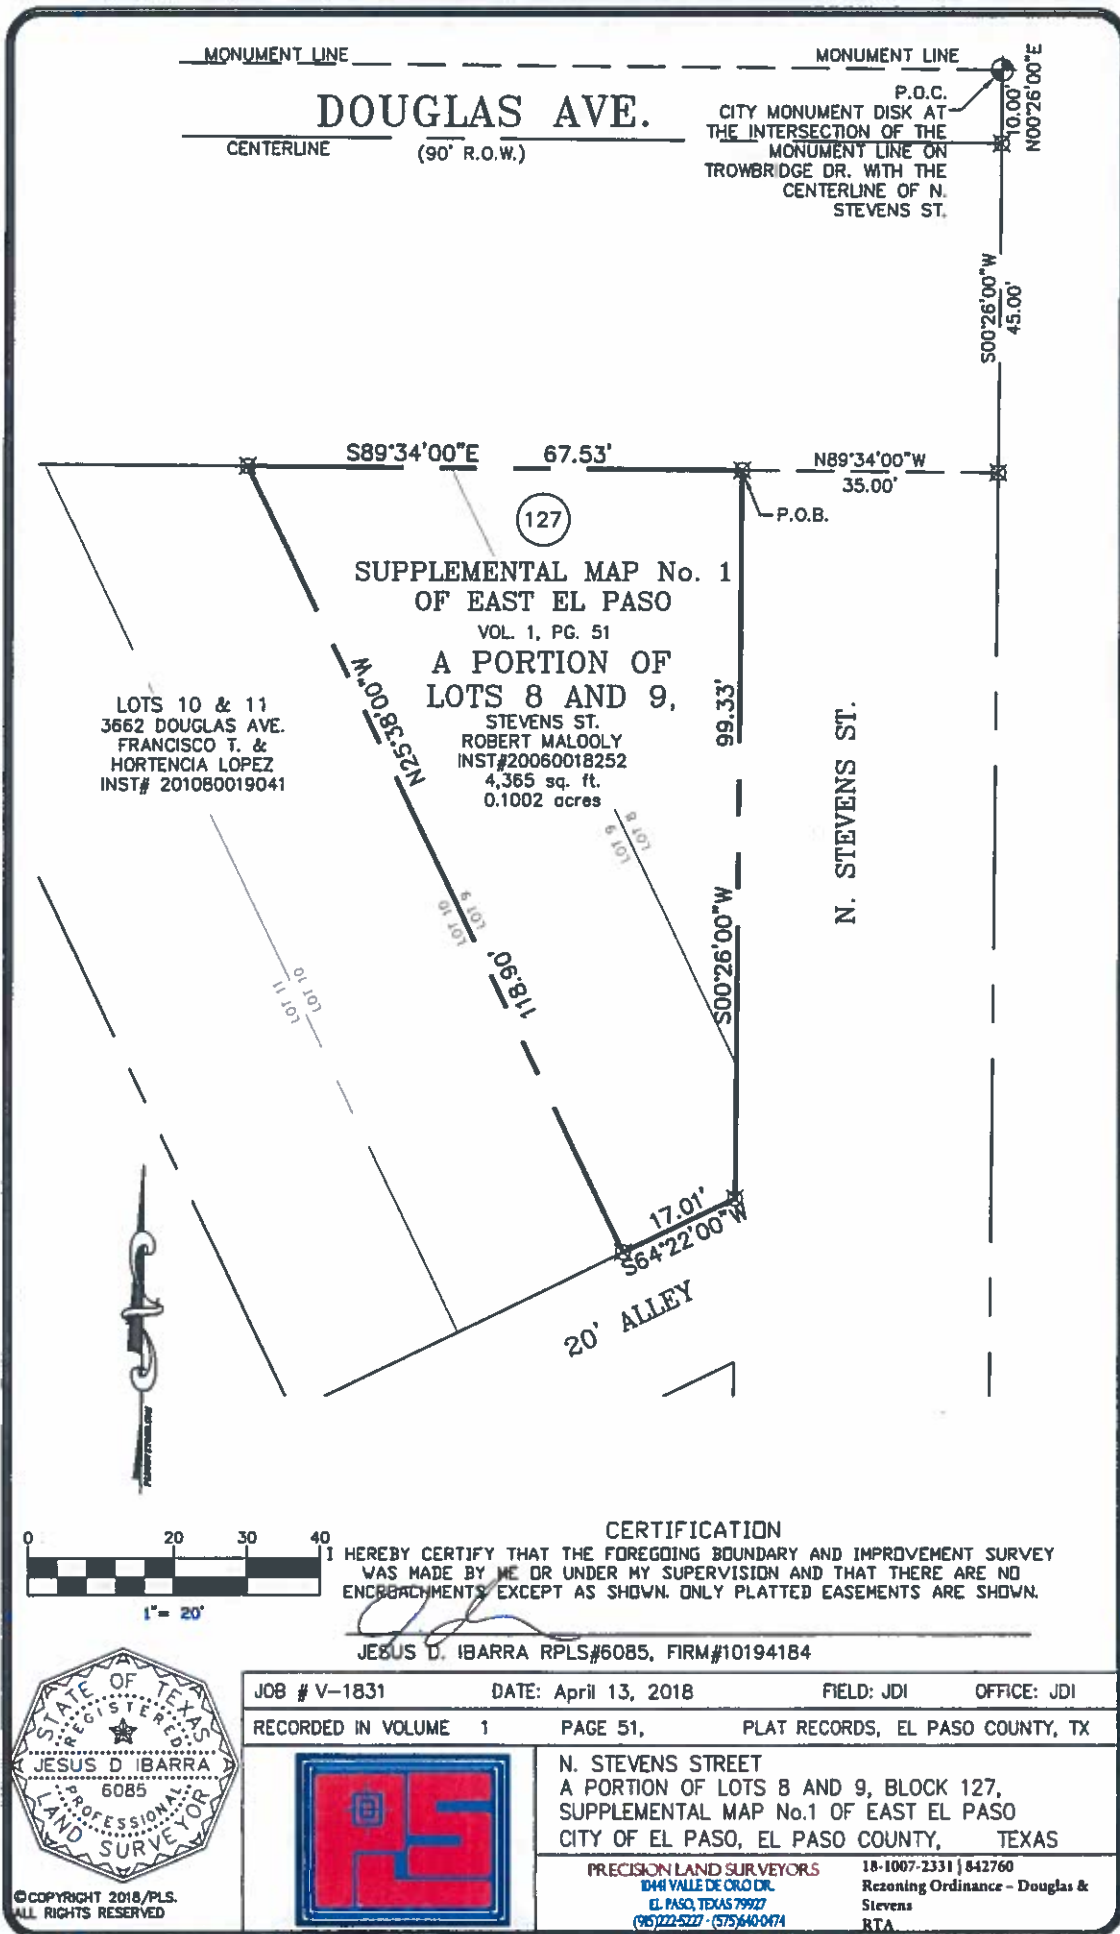 MONUMENT LINE
MONUMENT LINE
P.O.C.
CITY MONUMENT DISK AT
THE INTERSECTION OF THE
MONUMENT LINE ON
TROWBRIDGE DR. WITH THE
CENTERLINE OF N.
STEVENS ST.
10.00'
N00°26'00"E
DOUGLAS AVE.
CENTERLINE
(90' R.O.W.)
S00°26'00"W
45.00'
S89°34'00"E 67.53'
N89°34'00"W
35.00'
P.O.B.
127
SUPPLEMENTAL MAP No. 1
OF EAST EL PASO
VOL. 1, PG. 51
A PORTION OF
LOTS 8 AND 9,
STEVENS ST.
ROBERT MALOOLY
INST#20060018252
4,365 sq. ft.
0.1002 acres
LOTS 10 & 11
3662 DOUGLAS AVE.
FRANCISCO T. &
HORTENCIA LOPEZ
INST# 201080019041
N25°38'00"W
118.90'
99.33'
S00°26'00"W
N. STEVENS ST.
LOT 8
LOT 9
LOT 9
LOT 10
LOT 10
LOT 11
17.01'
S64°22'00"W
20' ALLEY
0 20 30 40
1"= 20'
CERTIFICATION
I HEREBY CERTIFY THAT THE FOREGOING BOUNDARY AND IMPROVEMENT SURVEY
WAS MADE BY ME OR UNDER MY SUPERVISION AND THAT THERE ARE NO
ENCROACHMENTS EXCEPT AS SHOWN. ONLY PLATTED EASEMENTS ARE SHOWN.
JESUS D. IBARRA RPLS#6085, FIRM#10194184
STATE OF TEXAS
REGISTERED
JESUS D IBARRA
6085
PROFESSIONAL
LAND SURVEYOR
©COPYRIGHT 2018/PLS.
ALL RIGHTS RESERVED
JOB # V-1831 DATE: April 13, 2018 FIELD: JDI OFFICE: JDI
RECORDED IN VOLUME 1 PAGE 51, PLAT RECORDS, EL PASO COUNTY, TX
PLS
N. STEVENS STREET
A PORTION OF LOTS 8 AND 9, BLOCK 127,
SUPPLEMENTAL MAP No.1 OF EAST EL PASO
CITY OF EL PASO, EL PASO COUNTY, TEXAS
PRECISION LAND SURVEYORS
10441 VALLE DE ORO DR.
EL PASO, TEXAS 79927
(915)222-5227 - (575)640-0474
18-1007-2331 | 842760
Rezoning Ordinance – Douglas &
Stevens
RTA